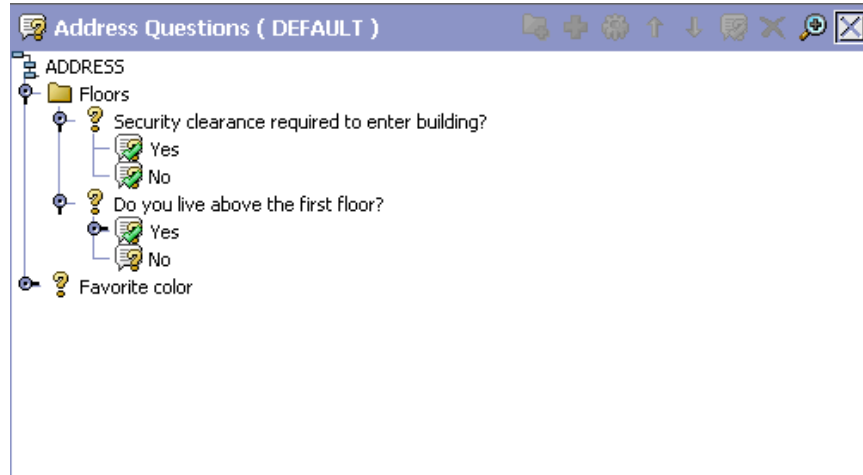 Address Questions ( DEFAULT )
ADDRESS
Floors
Security clearance required to enter building?
Yes
No
Do you live above the first floor?
Yes
No
Favorite color